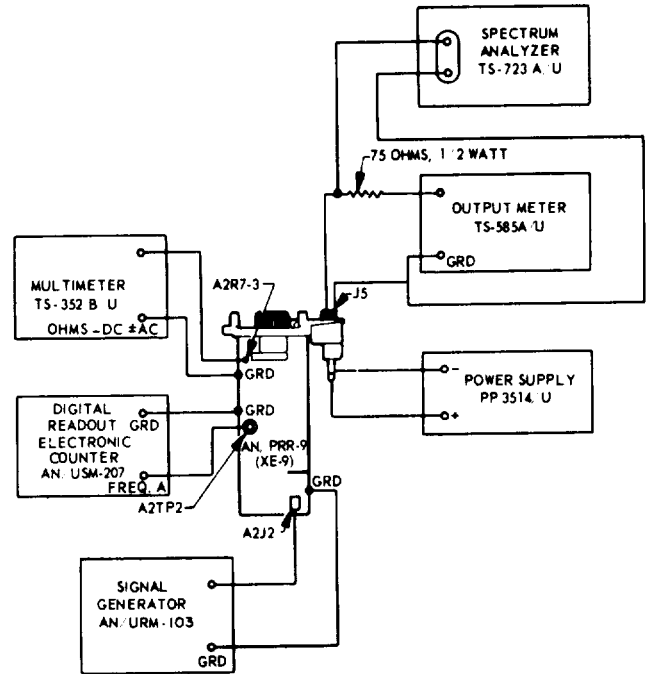 SPECTRUM
ANALYZER
TS-723 A/U
75 OHMS, 1/2 WATT
OUTPUT METER
TS-585A/U
GRD
J5
A2R7-3
MULTIMETER
TS-352 B U
OHMS -DC ±AC
GRD
POWER SUPPLY
PP 3514/U
-
+
DIGITAL
READOUT
ELECTRONIC
COUNTER
AN/USM-207
GRD
FREQ. A
GRD
AN/PRR-9
(XE-9)
A2TP2
A2J2
GRD
SIGNAL
GENERATOR
AN/URM-103
GRD